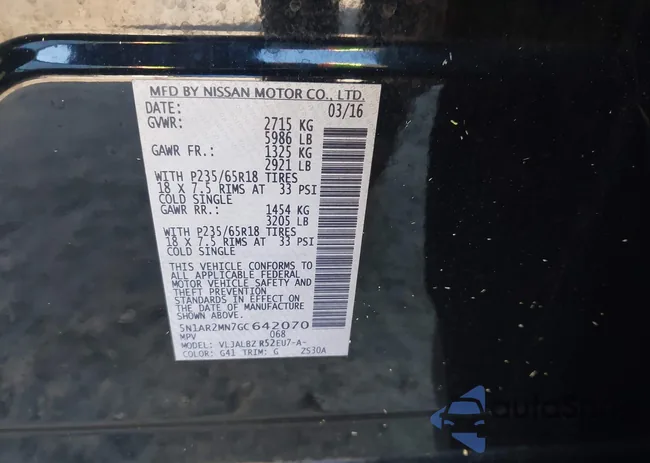 MFD BY NISSAN MOTOR CO., LTD.
DATE: 03/16
GVWR: 2715 KG
5986 LB
GAWR FR.: 1325 KG
2921 LB
WITH P235/65R18 TIRES
18 X 7.5 RIMS AT 33 PSI
COLD SINGLE
GAWR RR.: 1454 KG
3205 LB
WITH P235/65R18 TIRES
18 X 7.5 RIMS AT 33 PSI
COLD SINGLE
THIS VEHICLE CONFORMS TO
ALL APPLICABLE FEDERAL
MOTOR VEHICLE SAFETY AND
THEFT PREVENTION
STANDARDS IN EFFECT ON
THE DATE OF MANUFACTURE
SHOWN ABOVE.
5N1AR2MN7GC642070
MPV 068
MODEL: VLJALBZ R52EU7-A-
COLOR: G41 TRIM: G ZS30A